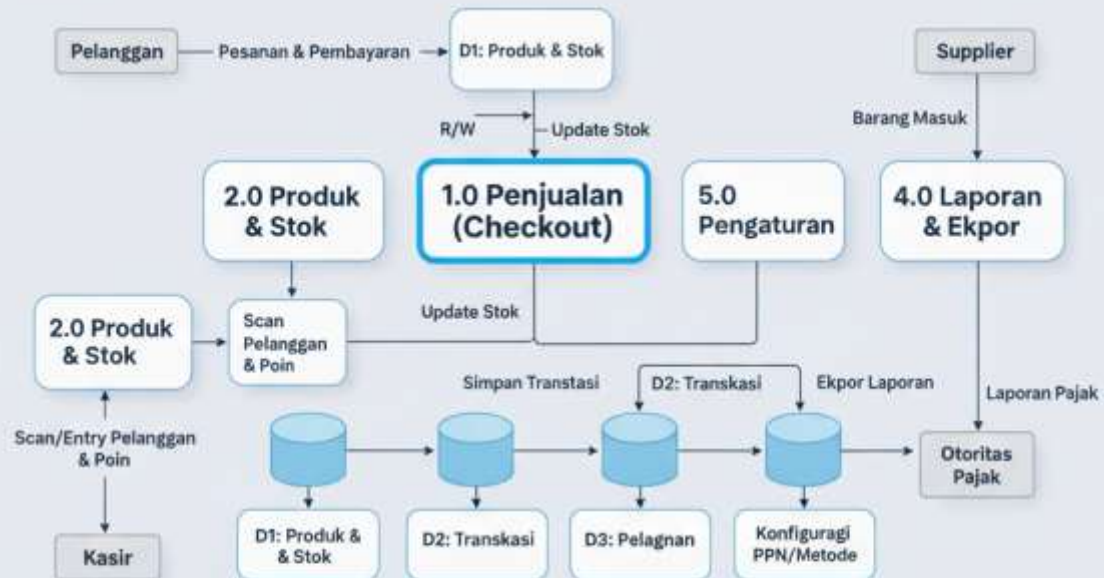 Pelanggan
Pesanan & Pembayaran
D1: Produk & Stok
Supplier
R/W
Update Stok
Barang Masuk
2.0 Produk
& Stok
1.0 Penjualan
(Checkout)
5.0
Pengaturan
4.0 Laporan
& Ekpor
2.0 Produk
& Stok
Scan
Pelanggan
& Poin
Update Stok
Simpan Transtasi
D2: Transkasi
Ekpor Laporan
Laporan Pajak
Scan/Entry Pelanggan
& Poin
Otoritas
Pajak
Kasir
D1: Produk &
& Stok
D2: Transkasi
D3: Pelagnan
Konfiguragi
PPN/Metode